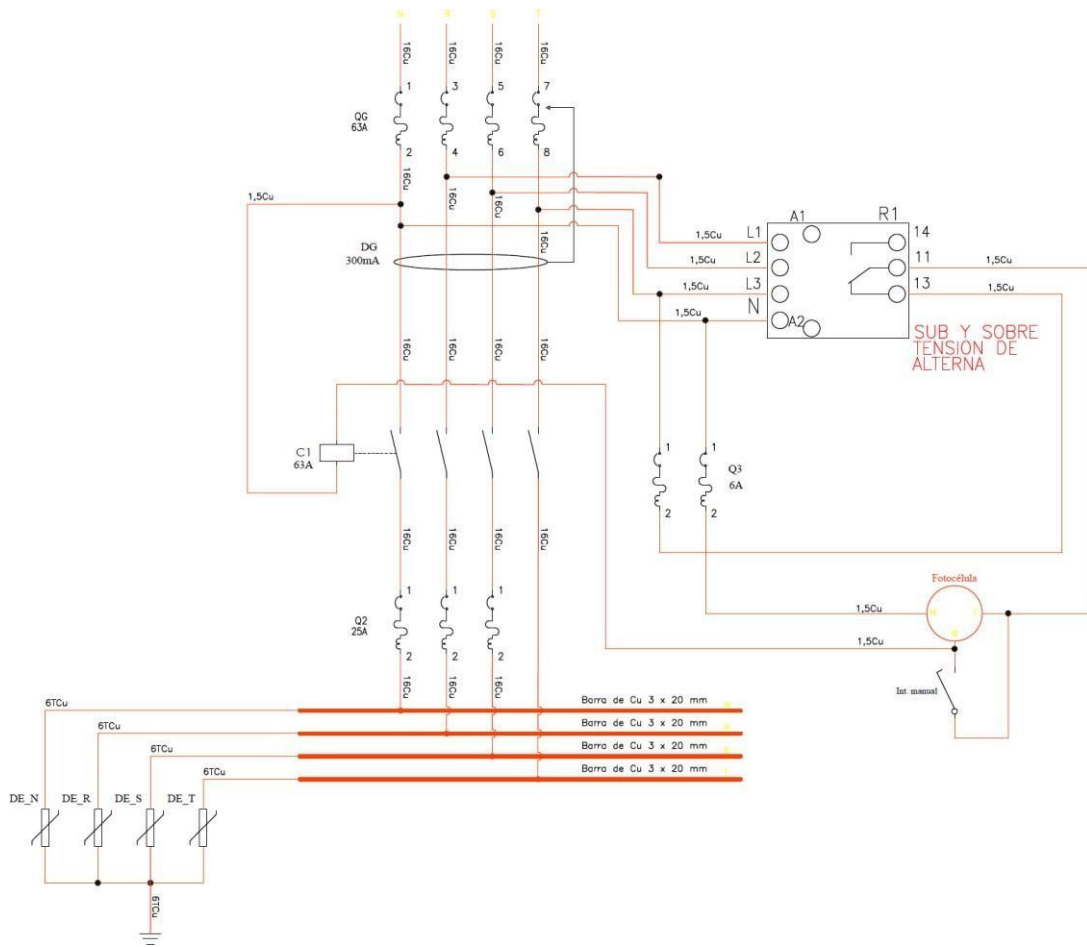 N R S T
16Cu 16Cu 16Cu 16Cu
1 3 5 7
QG
63A
2 4 6 8
16Cu
16Cu
16Cu
16Cu
1,5Cu
DG
300mA
A1 R1
1,5Cu L1 14
1,5Cu L2 11 1,5Cu
1,5Cu L3 13 1,5Cu
1,5Cu N A2
SUB Y SOBRE
TENSION DE
ALTERNA
16Cu 16Cu 16Cu 16Cu
C1
63A
1 1
Q3
6A
2 2
16Cu 16Cu 16Cu 16Cu
Fotocélula
1 1 1
Q2
25A
2 2 2
1,5Cu
1,5Cu
16Cu 16Cu 16Cu
Int. manual
6TCu Barra de Cu 3 x 20 mm
6TCu Barra de Cu 3 x 20 mm
6TCu Barra de Cu 3 x 20 mm
6TCu Barra de Cu 3 x 20 mm
DE_N DE_R DE_S DE_T
6TCu